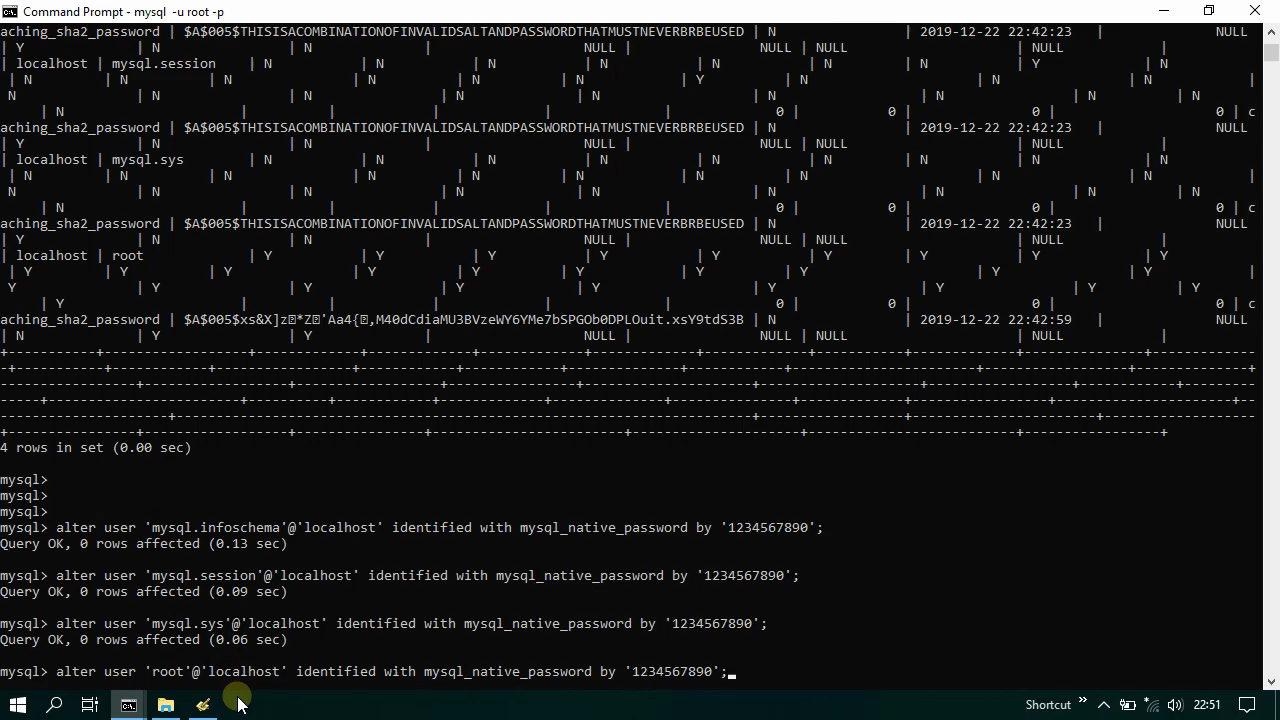 Command Prompt - mysql  -u root -p
aching_sha2_password | $A$005$THISISACOMBINATIONOFINVALIDSALTANDPASSWORDTHATMUSTNEVERBRBEUSED | N | 2019-12-22 22:42:23 | NULL
| Y | N | N | NULL | NULL | NULL | NULL |
| localhost | mysql.session | N | N | N | N | N | N | N | Y | N
| N | N | N | N | N | N | Y | N | N | N |
N | N | N | N | N | N | N | N
| N | | | | | 0 | 0 | 0 | 0 | c
aching_sha2_password | $A$005$THISISACOMBINATIONOFINVALIDSALTANDPASSWORDTHATMUSTNEVERBRBEUSED | N | 2019-12-22 22:42:23 | NULL
| Y | N | N | NULL | NULL | NULL | NULL |
| localhost | mysql.sys | N | N | N | N | N | N | N | N | N
| N | N | N | N | N | N | N | N | N | N |
N | N | N | N | N | N | N | N
| N | | | | | 0 | 0 | 0 | 0 | c
aching_sha2_password | $A$005$THISISACOMBINATIONOFINVALIDSALTANDPASSWORDTHATMUSTNEVERBRBEUSED | N | 2019-12-22 22:42:23 | NULL
| Y | N | N | NULL | NULL | NULL | NULL |
| localhost | root | Y | Y | Y | Y | Y | Y | Y | Y | Y
| Y | Y | Y | Y | Y | Y | Y | Y | Y | Y |
Y | Y | Y | Y | Y | Y | Y | Y
| Y | | | | | 0 | 0 | 0 | 0 | c
aching_sha2_password | $A$005$xs&X]z*Z'Aa4{,M40dCdiaMU3BVzeWY6YMe7bSPGOb0DPLOuit.xsY9tdS3B | N | 2019-12-22 22:42:59 | NULL
| N | Y | Y | NULL | NULL | NULL | NULL |
4 rows in set (0.00 sec)
mysql>
mysql>
mysql>
mysql> alter user 'mysql.infoschema'@'localhost' identified with mysql_native_password by '1234567890';
Query OK, 0 rows affected (0.13 sec)
mysql> alter user 'mysql.session'@'localhost' identified with mysql_native_password by '1234567890';
Query OK, 0 rows affected (0.09 sec)
mysql> alter user 'mysql.sys'@'localhost' identified with mysql_native_password by '1234567890';
Query OK, 0 rows affected (0.06 sec)
mysql> alter user 'root'@'localhost' identified with mysql_native_password by '1234567890';
Shortcut » 22:51